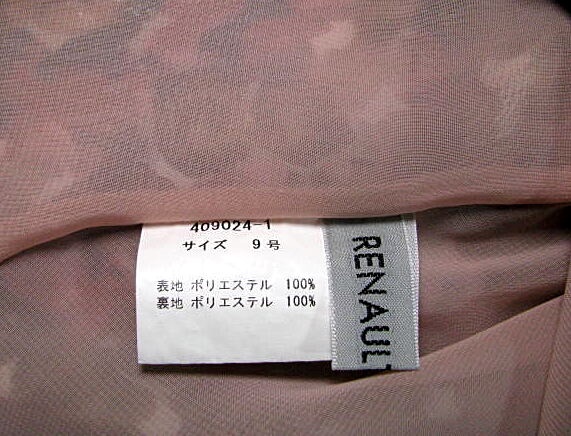 409024-1
サイズ 9号
表地 ポリエステル 100%
裏地 ポリエステル 100%
RENAULT